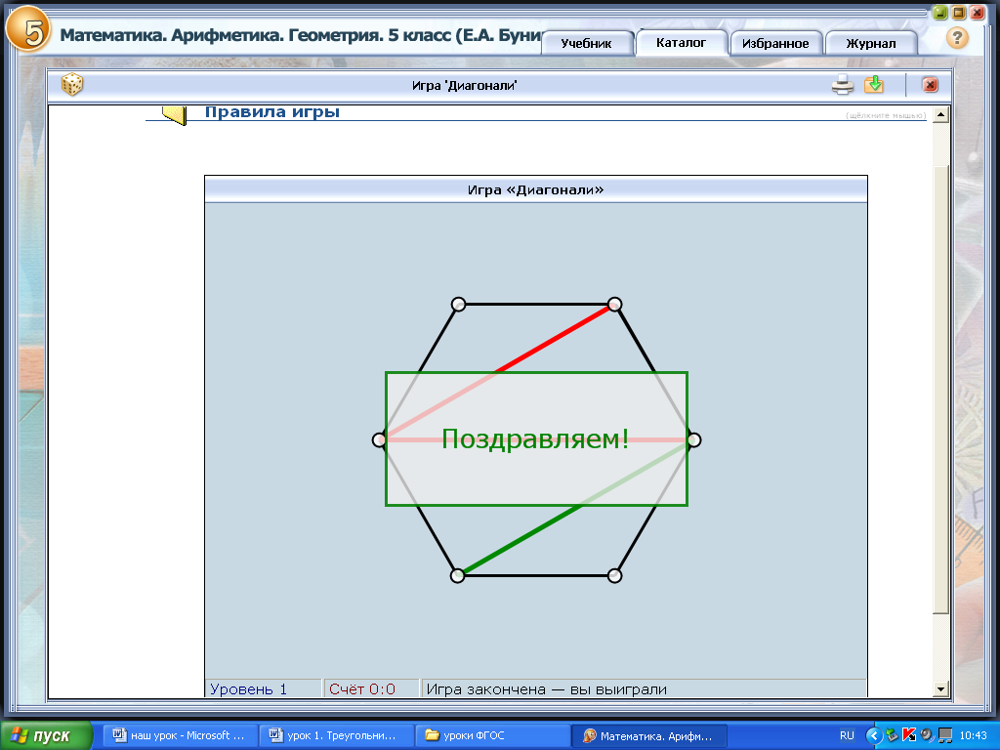 5
Математика. Арифметика. Геометрия. 5 класс (Е.А. Буни
Учебник
Каталог
Избранное
Журнал
?
Игра 'Диагонали'
Правила игры
(щёлкните мышью)
Игра «Диагонали»
Поздравляем!
Уровень 1
Счёт 0:0
Игра закончена — вы выиграли
пуск
наш урок - Microsoft ...
урок 1. Треугольни...
уроки ФГОС
Математика. Арифм...
RU
10:43